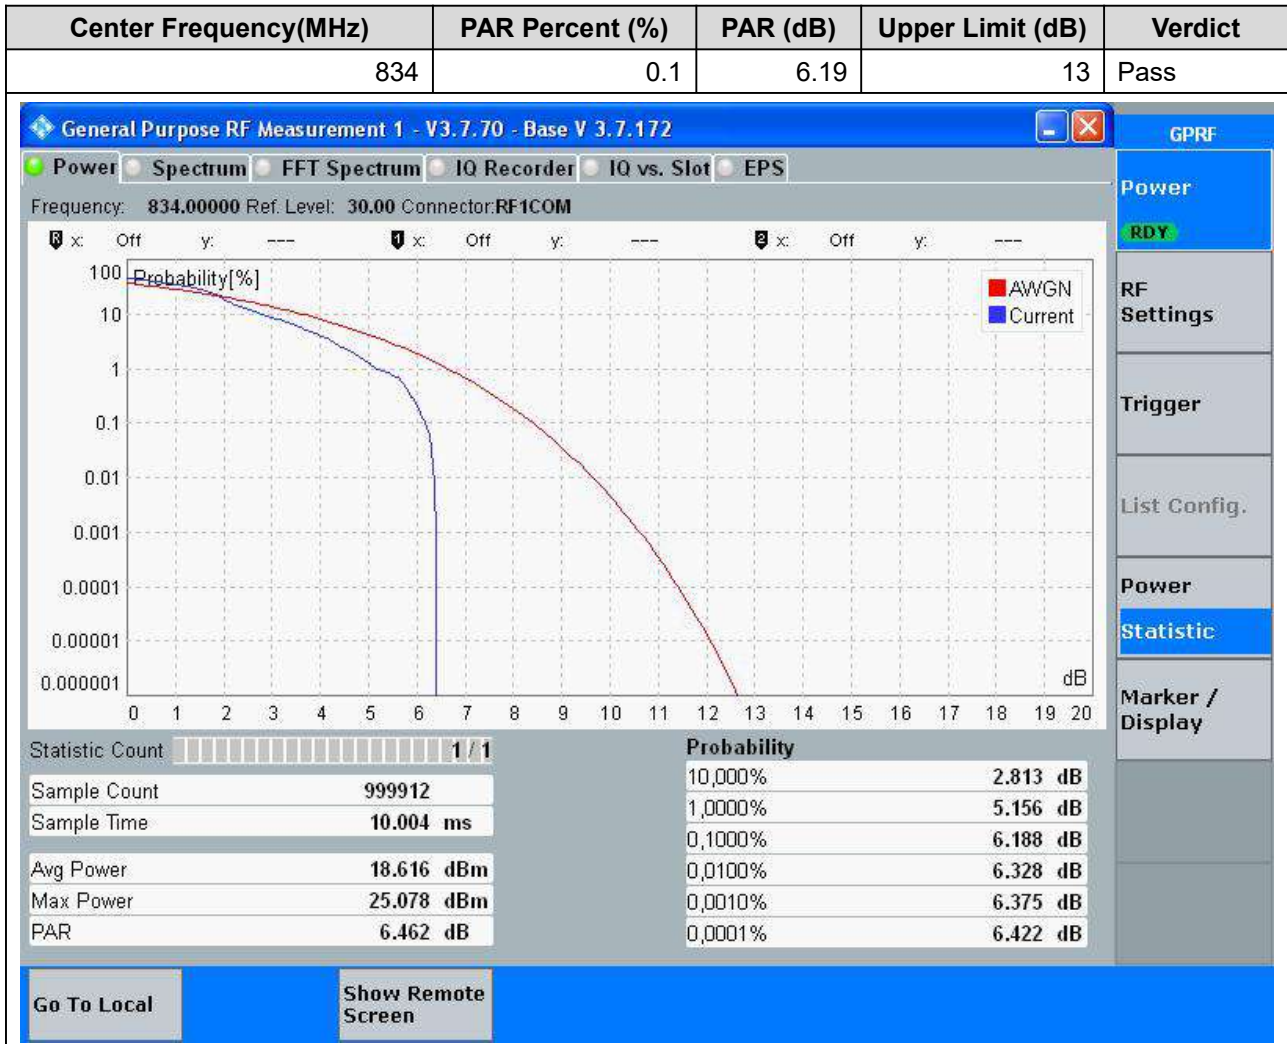 Center Frequency(MHz) PAR Percent (%) PAR (dB) Upper Limit (dB) Verdict
834 0.1 6.19 13 Pass
General Purpose RF Measurement 1 - V3.7.70 - Base V 3.7.172
GPRF
Power Spectrum FFT Spectrum IQ Recorder IQ vs. Slot EPS
Power
RDY
Frequency: 834.00000 Ref. Level: 30.00 Connector:RF1COM
R x: Off y: --- 1 x: Off y: --- 2 x: Off y: ---
Probability[%]
AWGN
Current
100
10
1
0.1
0.01
0.001
0.0001
0.00001
0.000001
dB
0 1 2 3 4 5 6 7 8 9 10 11 12 13 14 15 16 17 18 19 20
RF
Settings
Trigger
List Config.
Power
Statistic
Marker /
Display
Statistic Count 1 / 1
Sample Count 999912
Sample Time 10.004 ms
Avg Power 18.616 dBm
Max Power 25.078 dBm
PAR 6.462 dB
Probability
10,000% 2.813 dB
1,0000% 5.156 dB
0,1000% 6.188 dB
0,0100% 6.328 dB
0,0010% 6.375 dB
0,0001% 6.422 dB
Go To Local
Show Remote
Screen